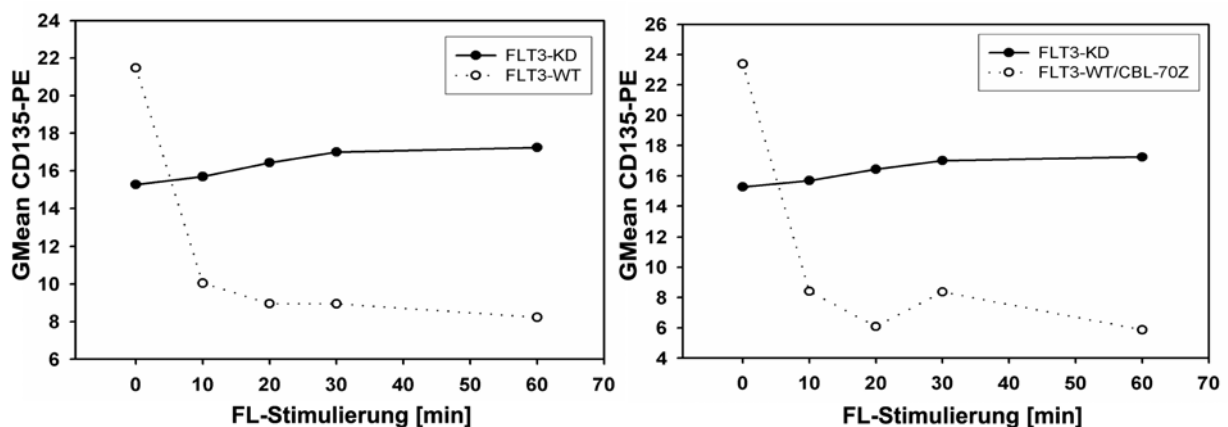 GMean CD135-PE
24
22
20
18
16
14
12
10
8
6
0 10 20 30 40 50 60 70
FL-Stimulierung [min]
FLT3-KD
FLT3-WT
GMean CD135-PE
26
24
22
20
18
16
14
12
10
8
6
4
0 10 20 30 40 50 60 70
FL-Stimulierung [min]
FLT3-KD
FLT3-WT/CBL-70Z